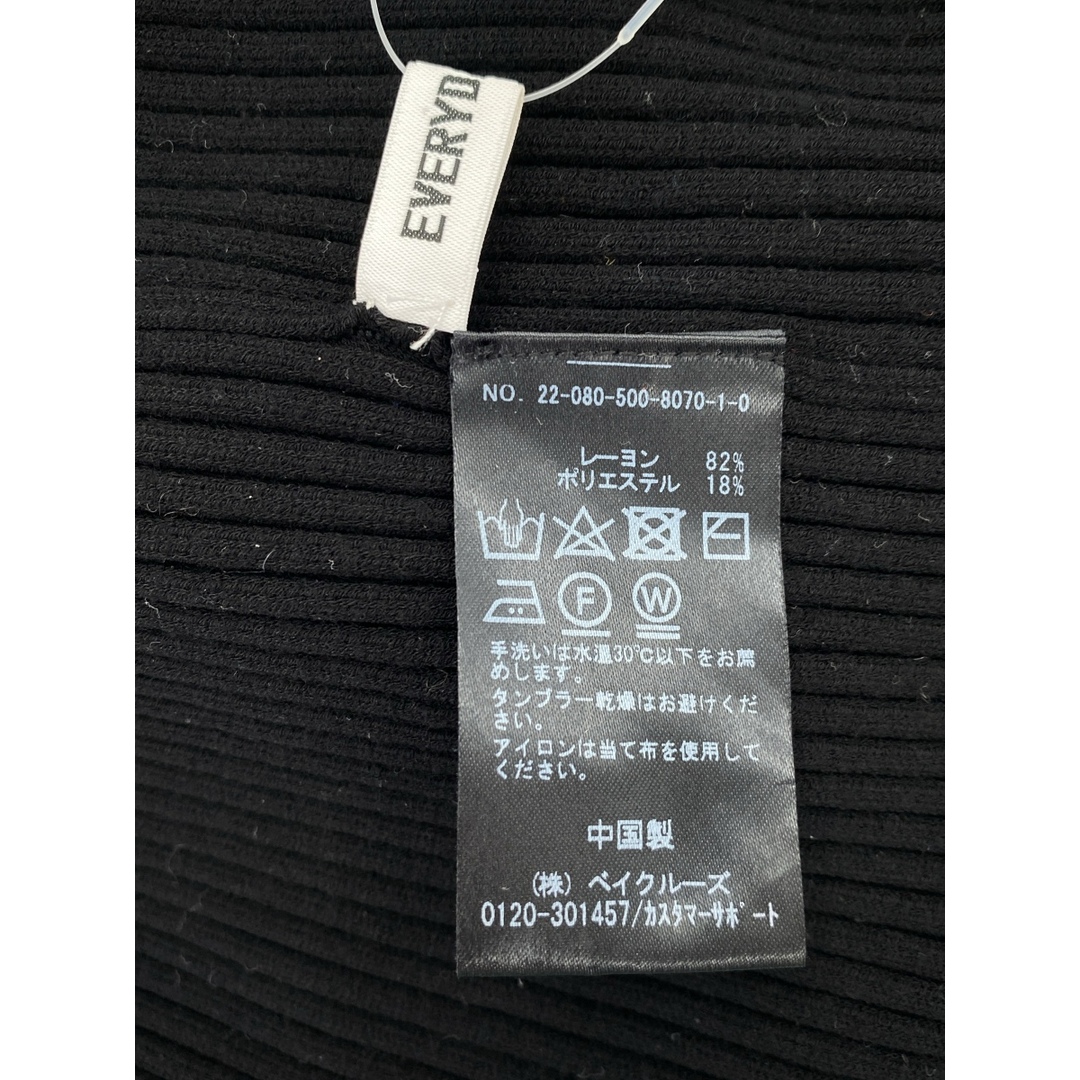 EVERYD
NO. 22-080-500-8070-1-0
レーヨン 82%
ポリエステル 18%
F W
手洗いは水温30℃以下をお薦
めします。
タンブラー乾燥はお避けくだ
さい。
アイロンは当て布を使用して
ください。
中国製
(株) ベイクルーズ
0120-301457/カスタマーサポート